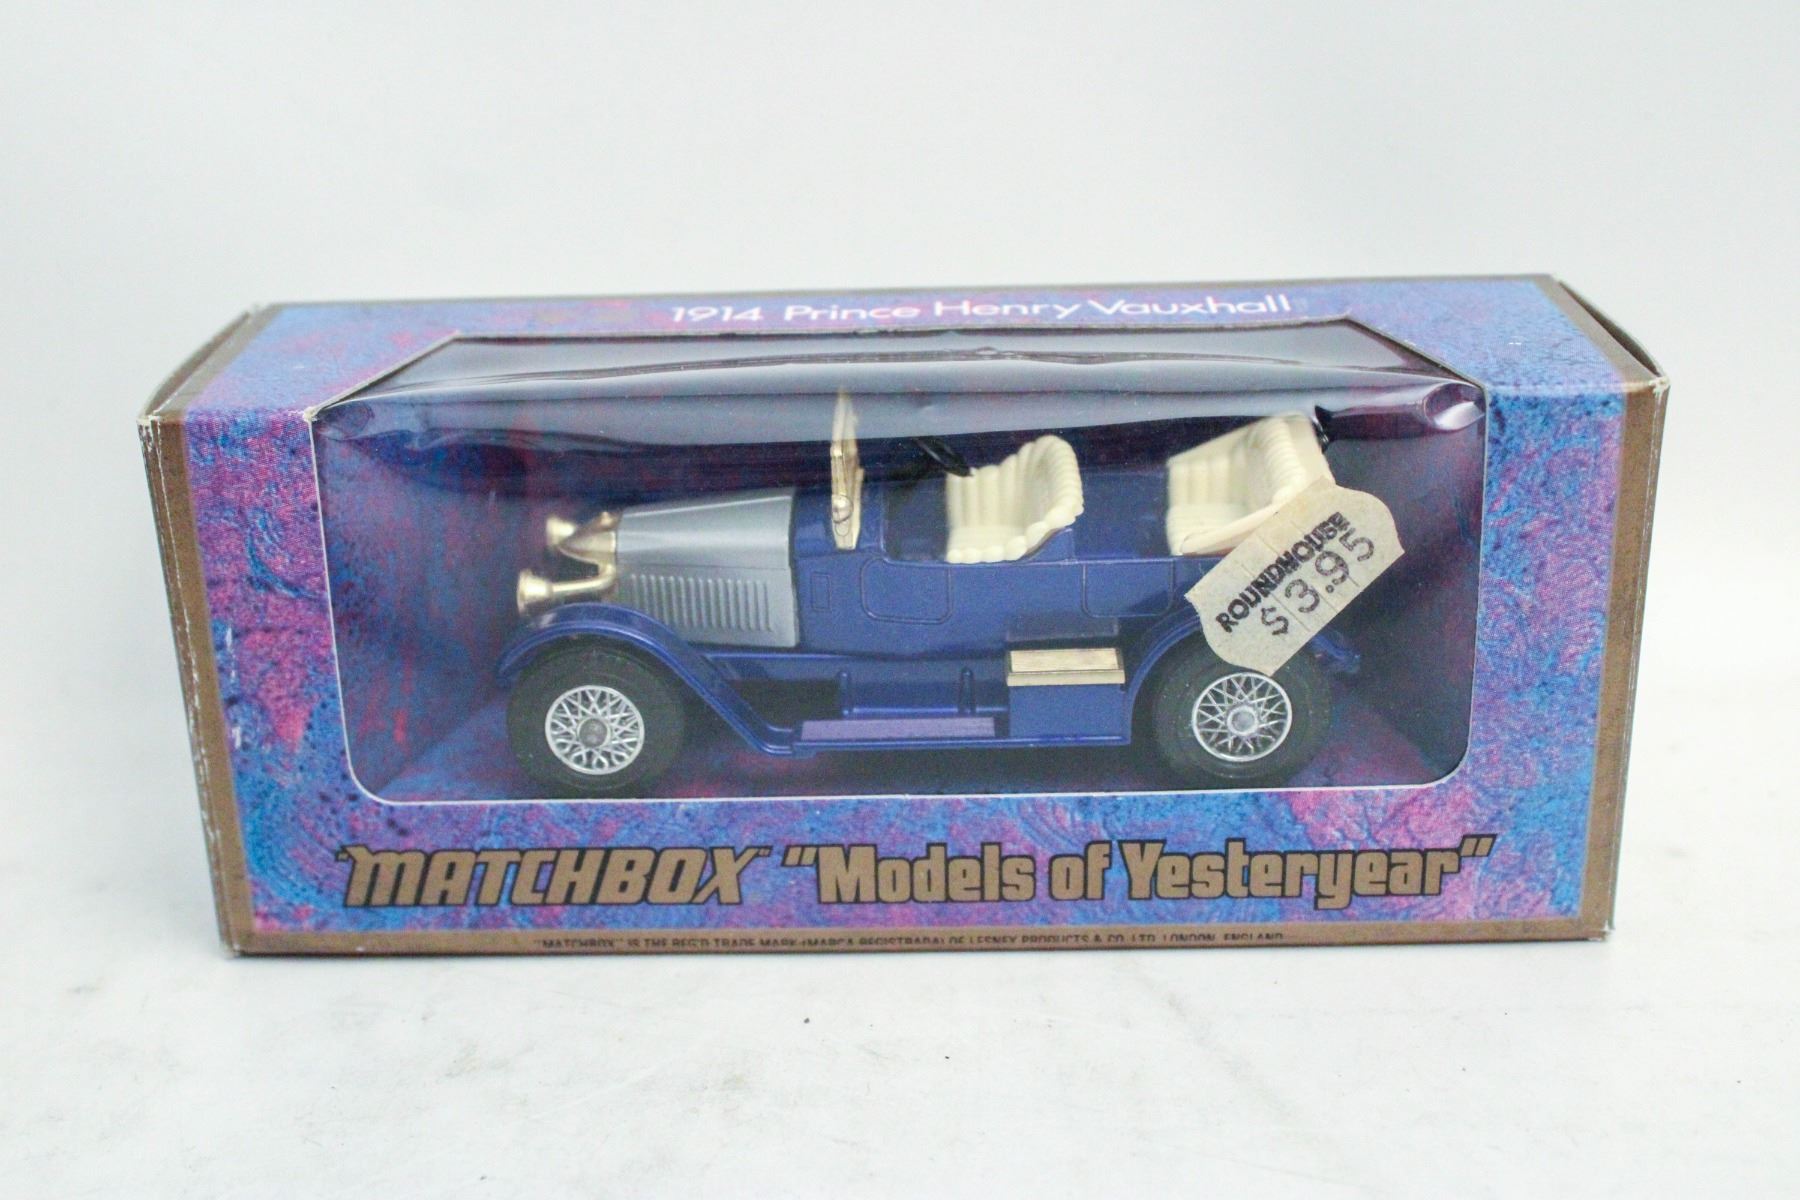 1914 Prince Henry Vauxhall
ROUNDHOUSE
$3.95
"MATCHBOX" "Models of Yesteryear"
"MATCHBOX" IS THE REG'D TRADE MARK (MARCA REGISTRADA) OF LESNEY PRODUCTS & CO. LTD. LONDON, ENGLAND